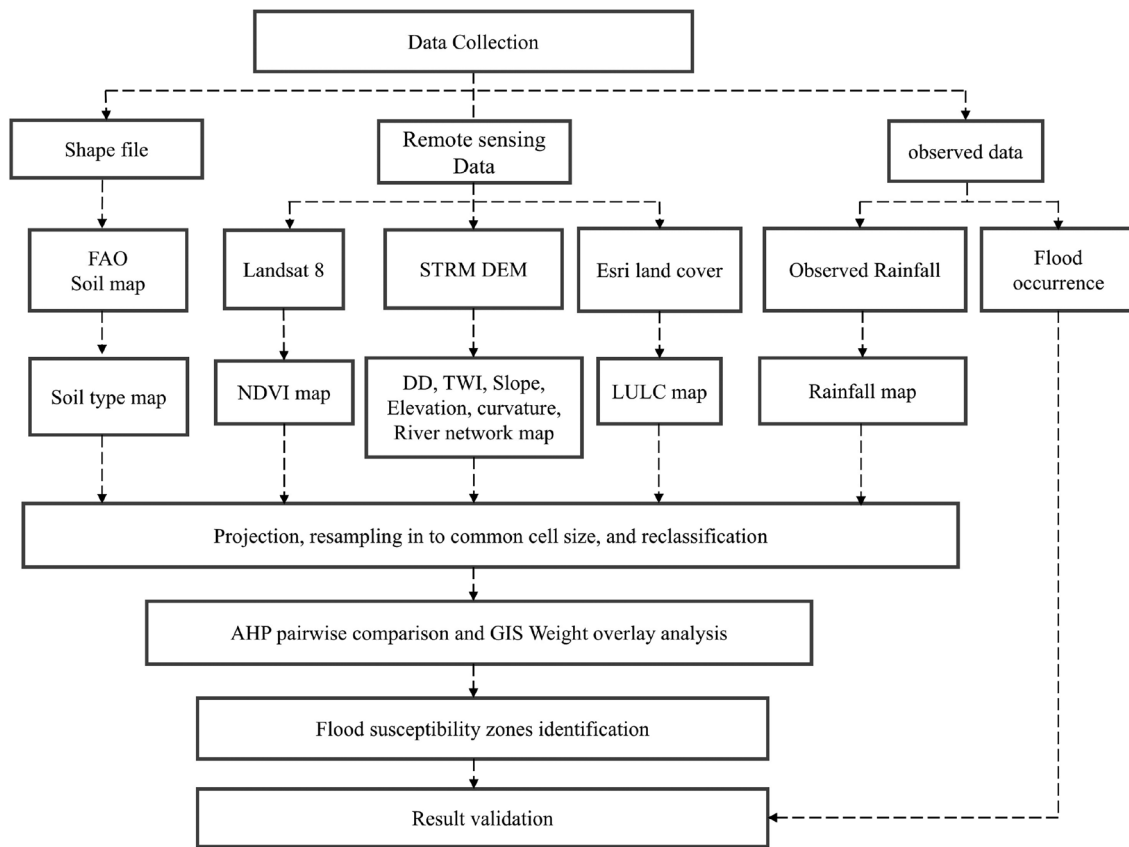 Data Collection
Shape file
Remote sensing
Data
observed data
FAO
Soil map
Landsat 8
STRM DEM
Esri land cover
Observed Rainfall
Flood
occurrence
Soil type map
NDVI map
DD, TWI, Slope,
Elevation, curvature,
River network map
LULC map
Rainfall map
Projection, resampling in to common cell size, and reclassification
AHP pairwise comparison and GIS Weight overlay analysis
Flood susceptibility zones identification
Result validation